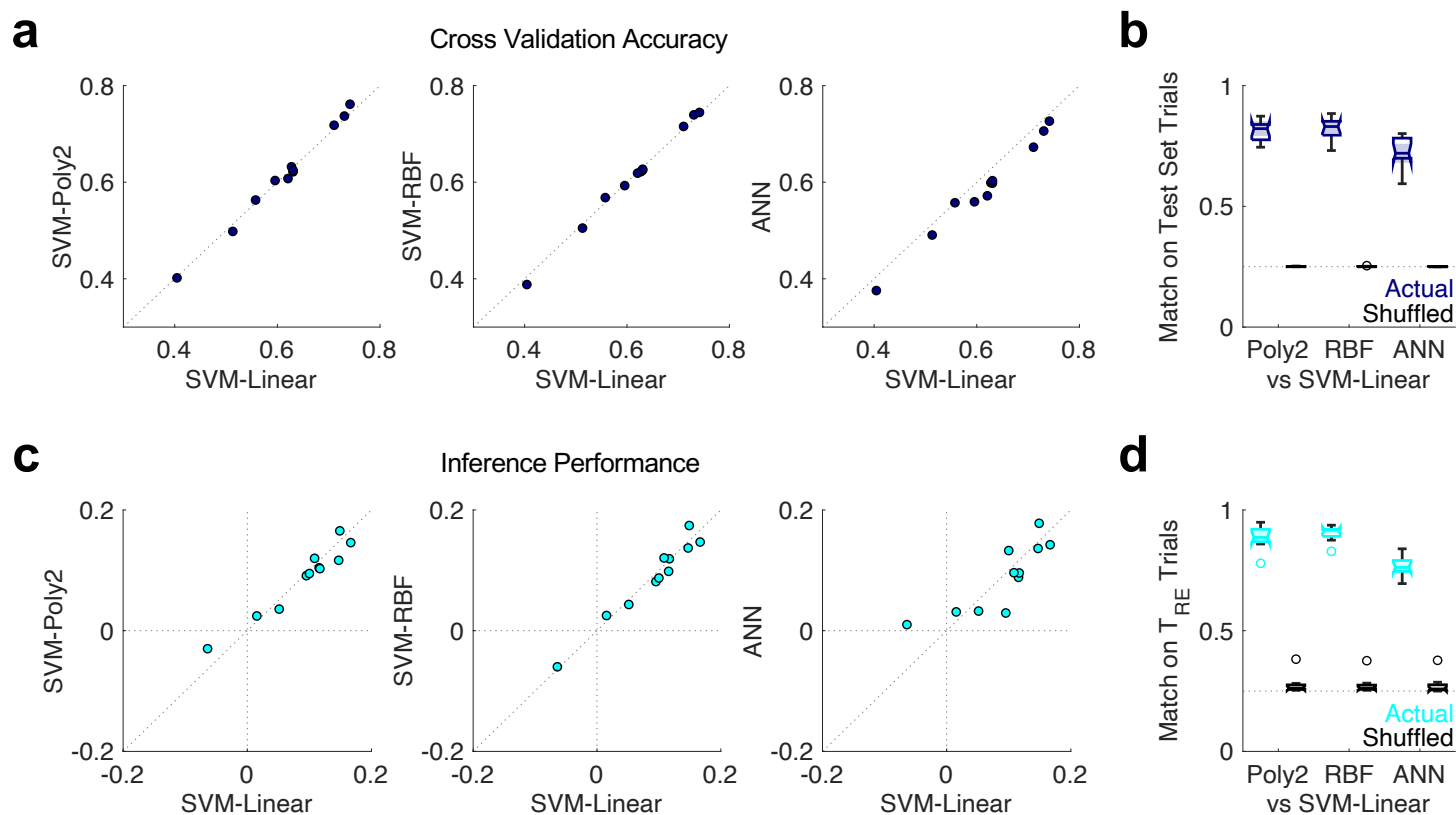 a
Cross Validation Accuracy
0.8
0.6
0.4
SVM-Poly2
0.4 0.6 0.8
SVM-Linear
0.8
0.6
0.4
SVM-RBF
0.4 0.6 0.8
SVM-Linear
0.8
0.6
0.4
ANN
0.4 0.6 0.8
SVM-Linear
b
1
0.5
0
Match on Test Set Trials
Actual
Shuffled
Poly2 RBF ANN
vs SVM-Linear
c
Inference Performance
0.2
0
-0.2
SVM-Poly2
-0.2 0 0.2
SVM-Linear
0.2
0
-0.2
SVM-RBF
-0.2 0 0.2
SVM-Linear
0.2
0
-0.2
ANN
-0.2 0 0.2
SVM-Linear
d
1
0.5
0
Match on TRE Trials
Actual
Shuffled
Poly2 RBF ANN
vs SVM-Linear